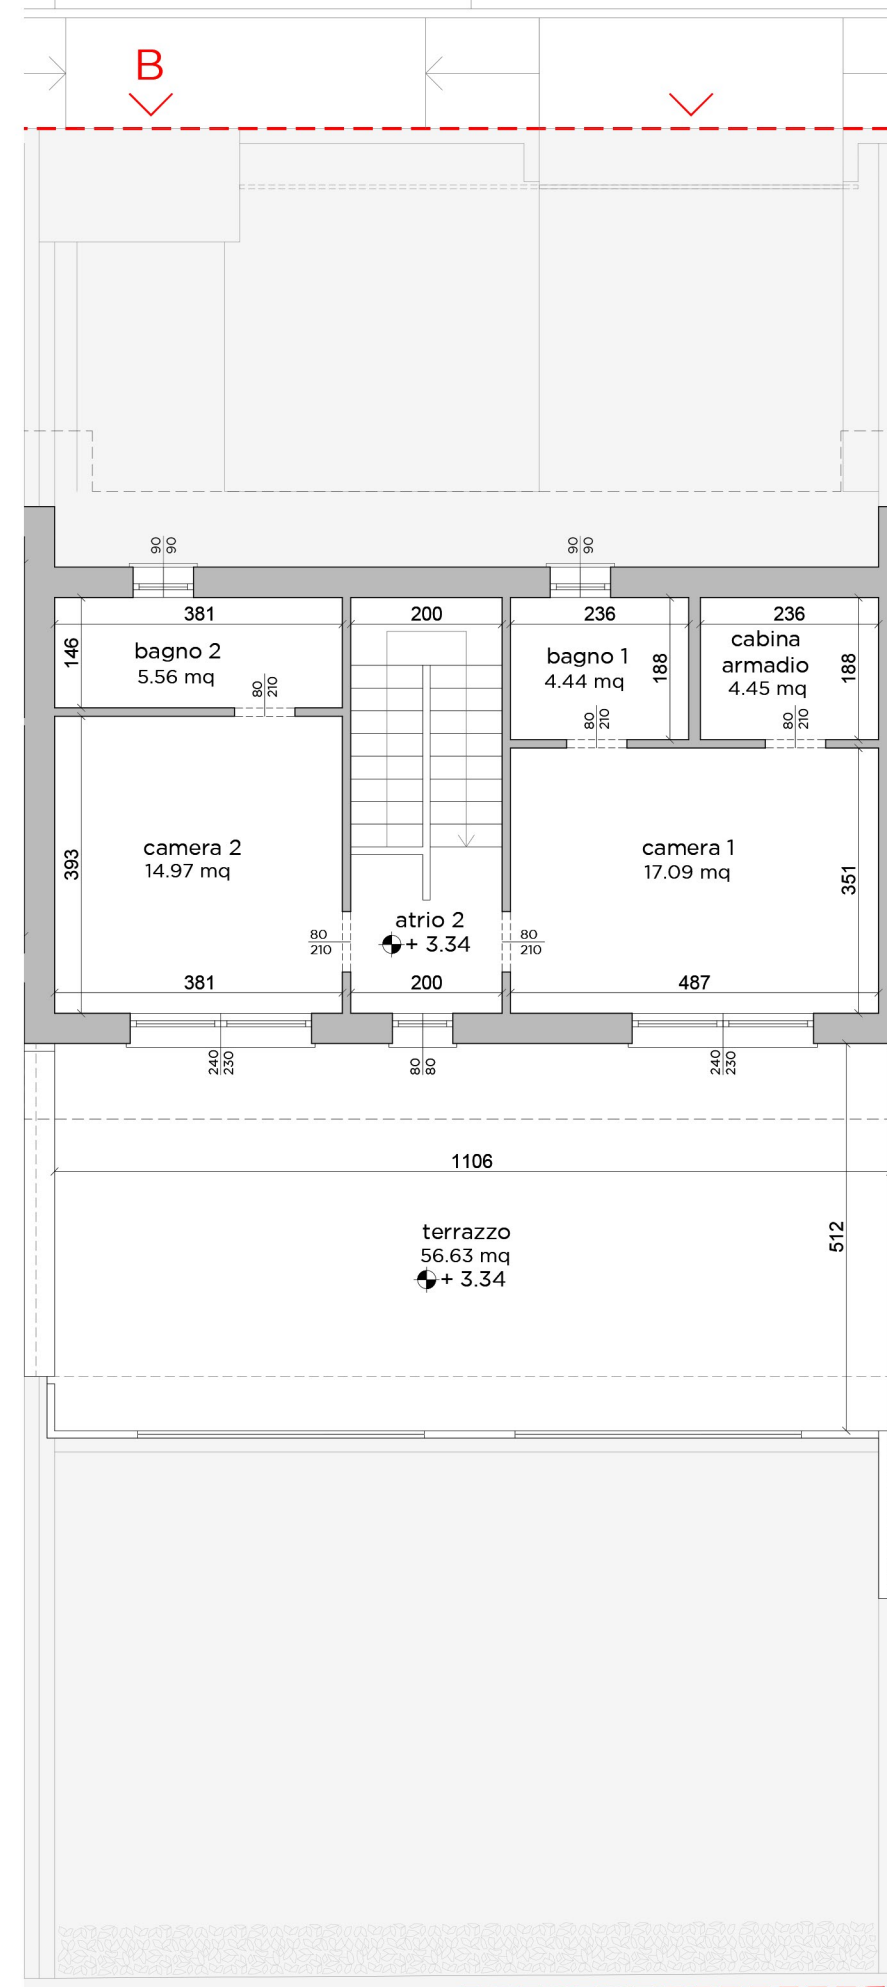 B
90
90
90
90
381
200
236
236
146
bagno 2
5.56 mq
80
210
bagno 1
4.44 mq
188
cabina
armadio
4.45 mq
188
80
210
80
210
393
camera 2
14.97 mq
camera 1
17.09 mq
351
atrio 2
+ 3.34
80
210
80
210
381
200
487
240
230
80
80
240
230
1106
terrazzo
56.63 mq
+ 3.34
512